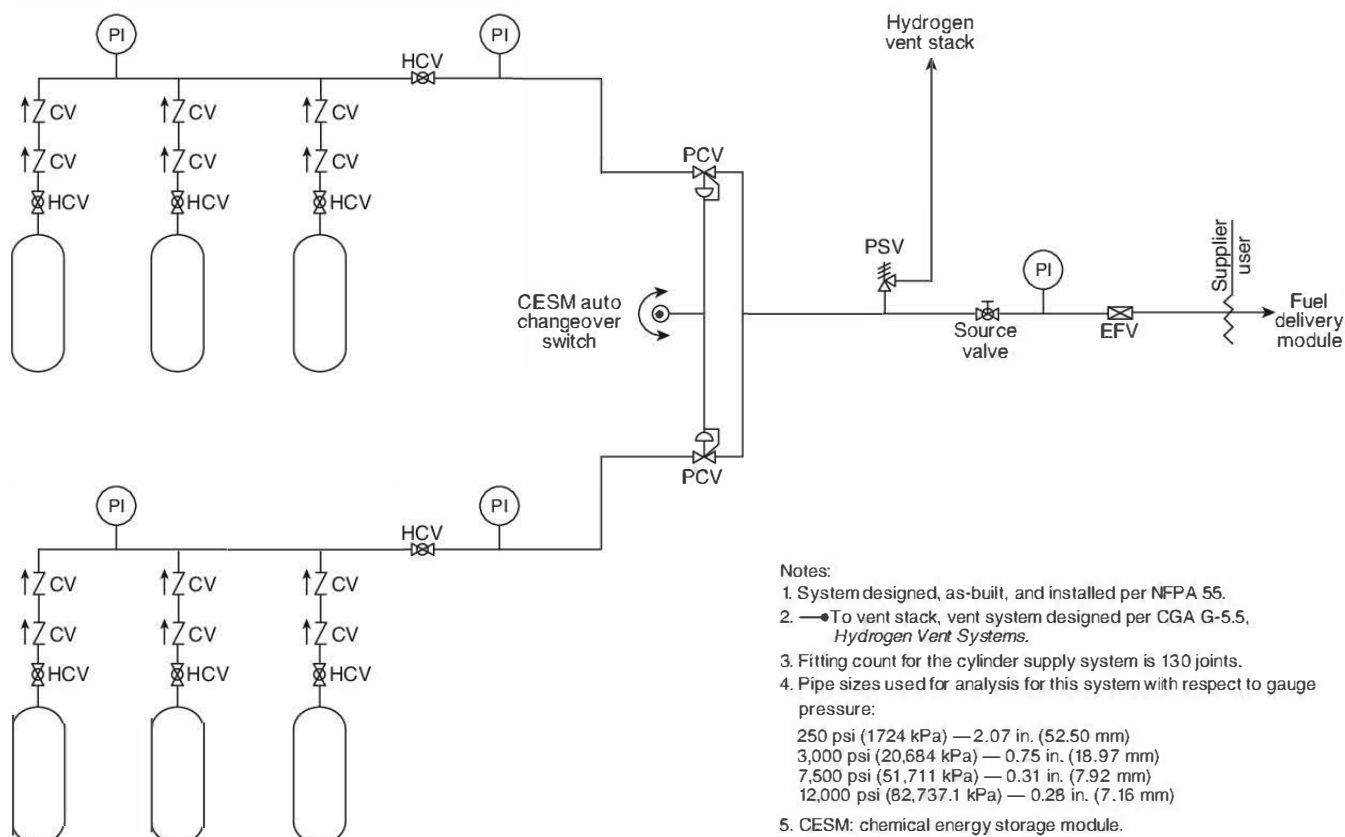 Hydrogen
vent stack
PI
HCV
PI
CV
CV
CV
CV
CV
CV
HCV
HCV
HCV
PCV
PSV
PI
Supplier
user
CESM auto
changeover
switch
Source
valve
EFV
Fuel
delivery
module
PCV
PI
HCV
PI
CV
CV
CV
CV
CV
CV
HCV
HCV
HCV
Notes:
1. System designed, as-built, and installed per NFPA 55.
2. To vent stack, vent system designed per CGA G-5.5,
Hydrogen Vent Systems.
3. Fitting count for the cylinder supply system is 130 joints.
4. Pipe sizes used for analysis for this system with respect to gauge
pressure:
250 psi (1724 kPa) — 2.07 in. (52.50 mm)
3,000 psi (20,684 kPa) — 0.75 in. (18.97 mm)
7,500 psi (51,711 kPa) — 0.31 in. (7.92 mm)
12,000 psi (82,737.1 kPa) — 0.28 in. (7.16 mm)
5. CESM: chemical energy storage module.